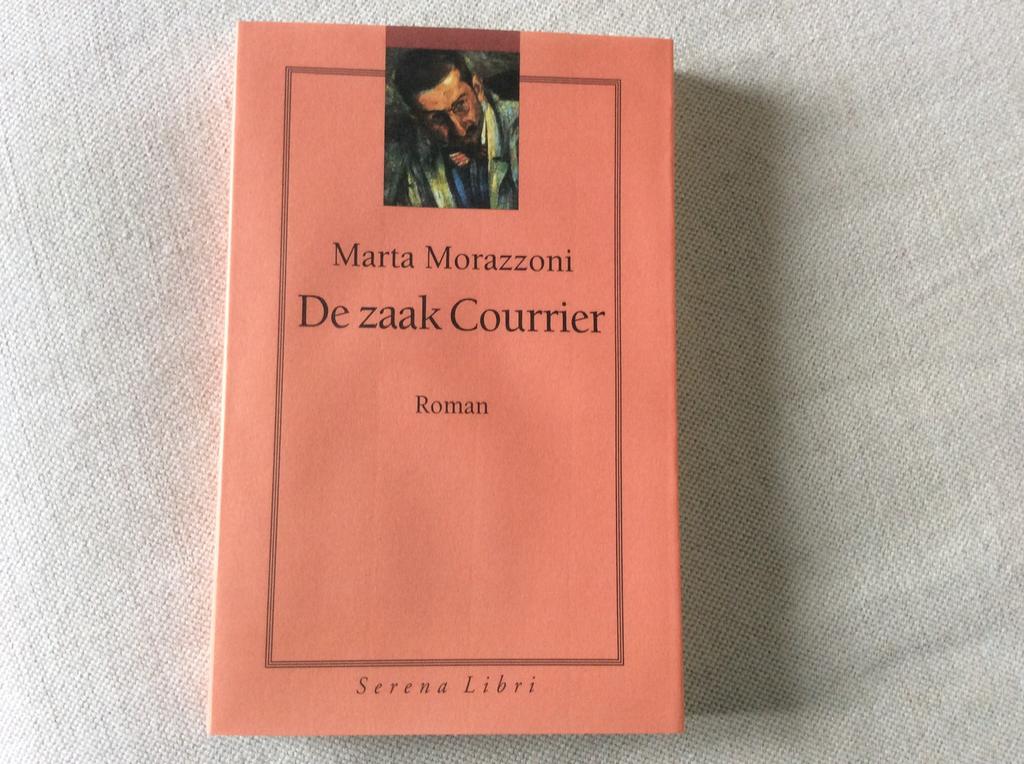 Marta Morazzoni
De zaak Courrier
Roman
Serena Libri